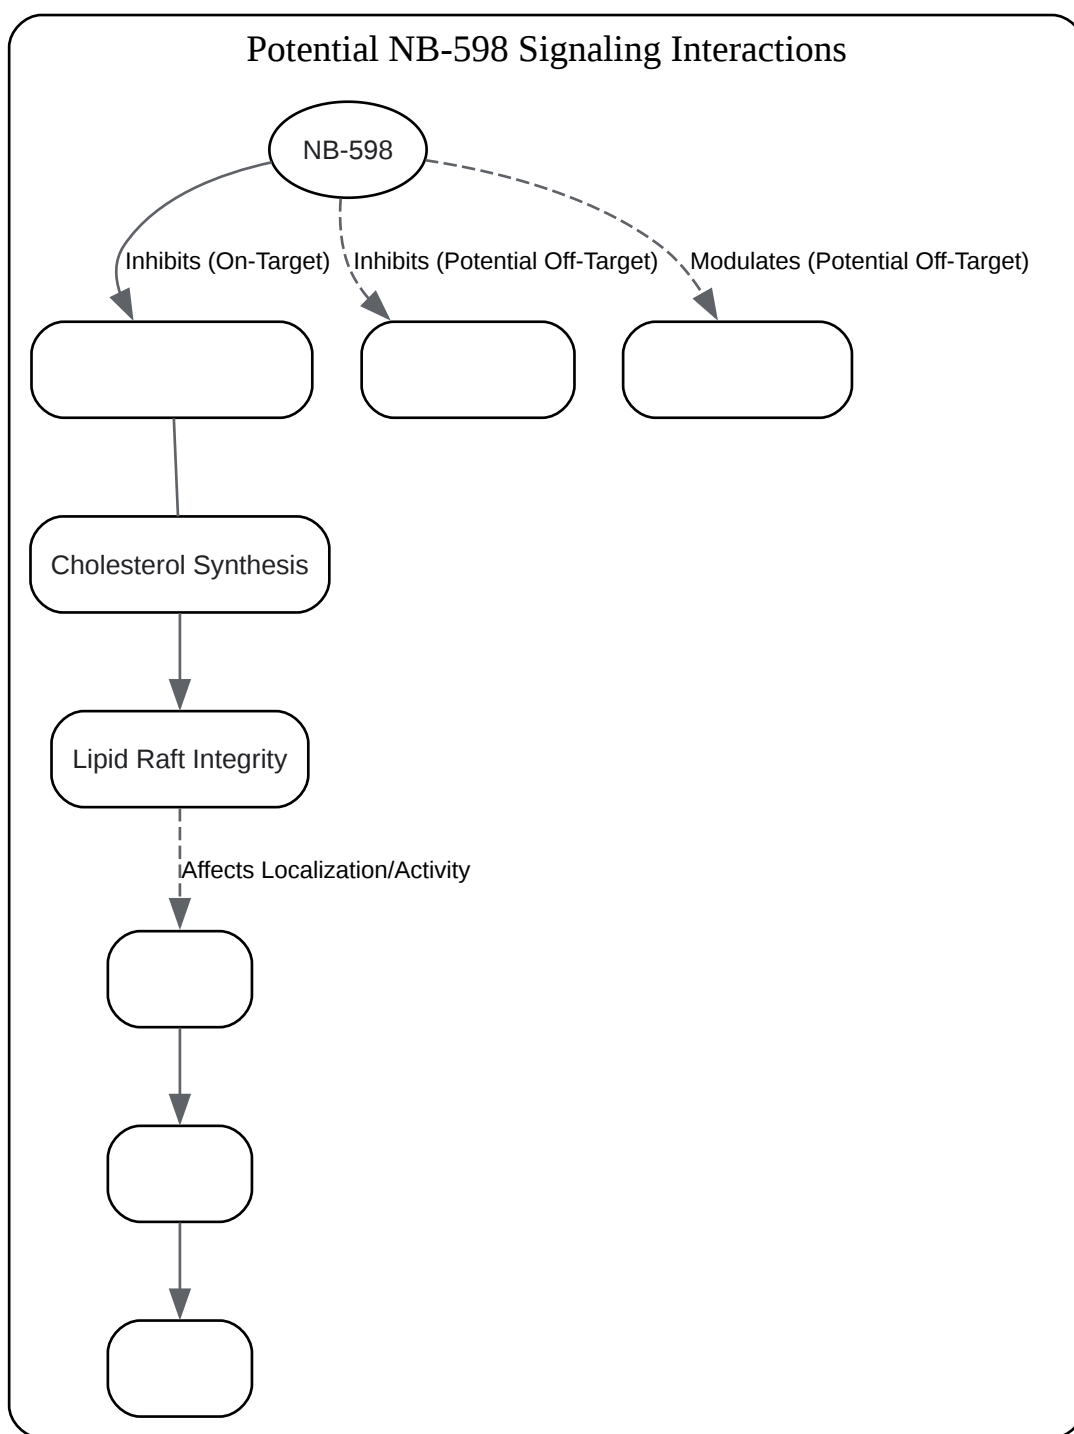 Potential NB-598 Signaling Interactions
NB-598
Inhibits (On-Target)
Inhibits (Potential Off-Target)
Modulates (Potential Off-Target)
Cholesterol Synthesis
Lipid Raft Integrity
Affects Localization/Activity